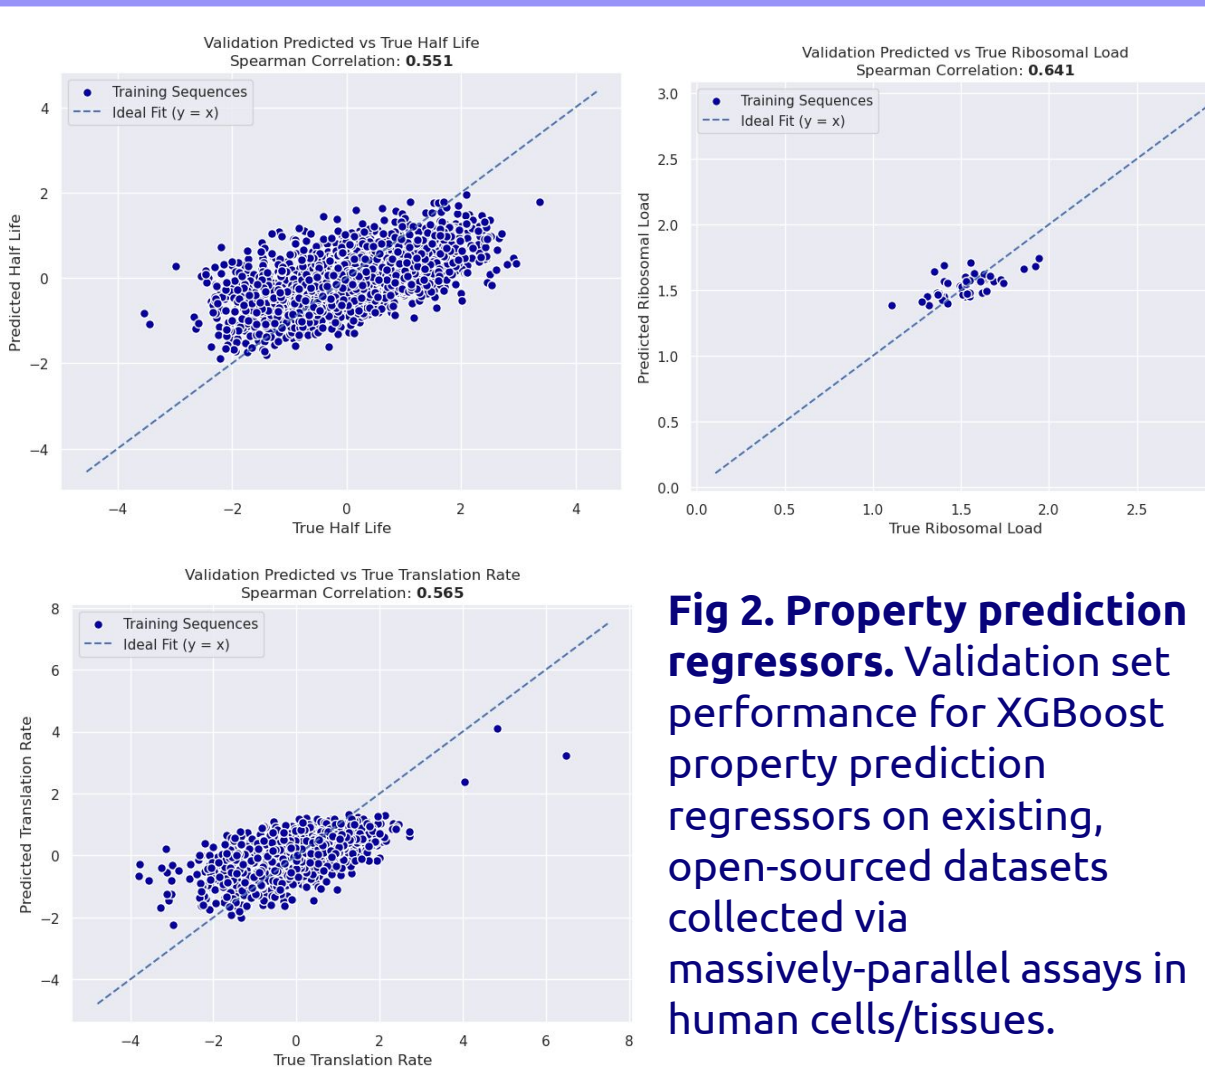 Validation Predicted vs True Half Life
Spearman Correlation: 0.551
Training Sequences
Ideal Fit (y = x)
4
2
0
−2
−4
Predicted Half Life
−4 −2 0 2 4
True Half Life
Validation Predicted vs True Ribosomal Load
Spearman Correlation: 0.641
Training Sequences
Ideal Fit (y = x)
3.0
2.5
2.0
1.5
1.0
0.5
0.0
Predicted Ribosomal Load
0.0 0.5 1.0 1.5 2.0 2.5
True Ribosomal Load
Validation Predicted vs True Translation Rate
Spearman Correlation: 0.565
Training Sequences
Ideal Fit (y = x)
8
6
4
2
0
−2
−4
Predicted Translation Rate
−4 −2 0 2 4 6 8
True Translation Rate
Fig 2. Property prediction
regressors. Validation set
performance for XGBoost
property prediction
regressors on existing,
open-sourced datasets
collected via
massively-parallel assays in
human cells/tissues.